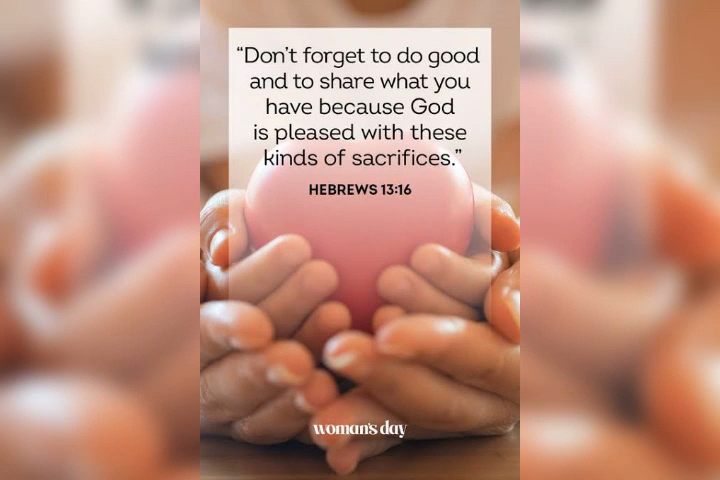 “Don’t forget to do good
and to share what you
have because God
is pleased with these
kinds of sacrifices.”
HEBREWS 13:16
woman's day